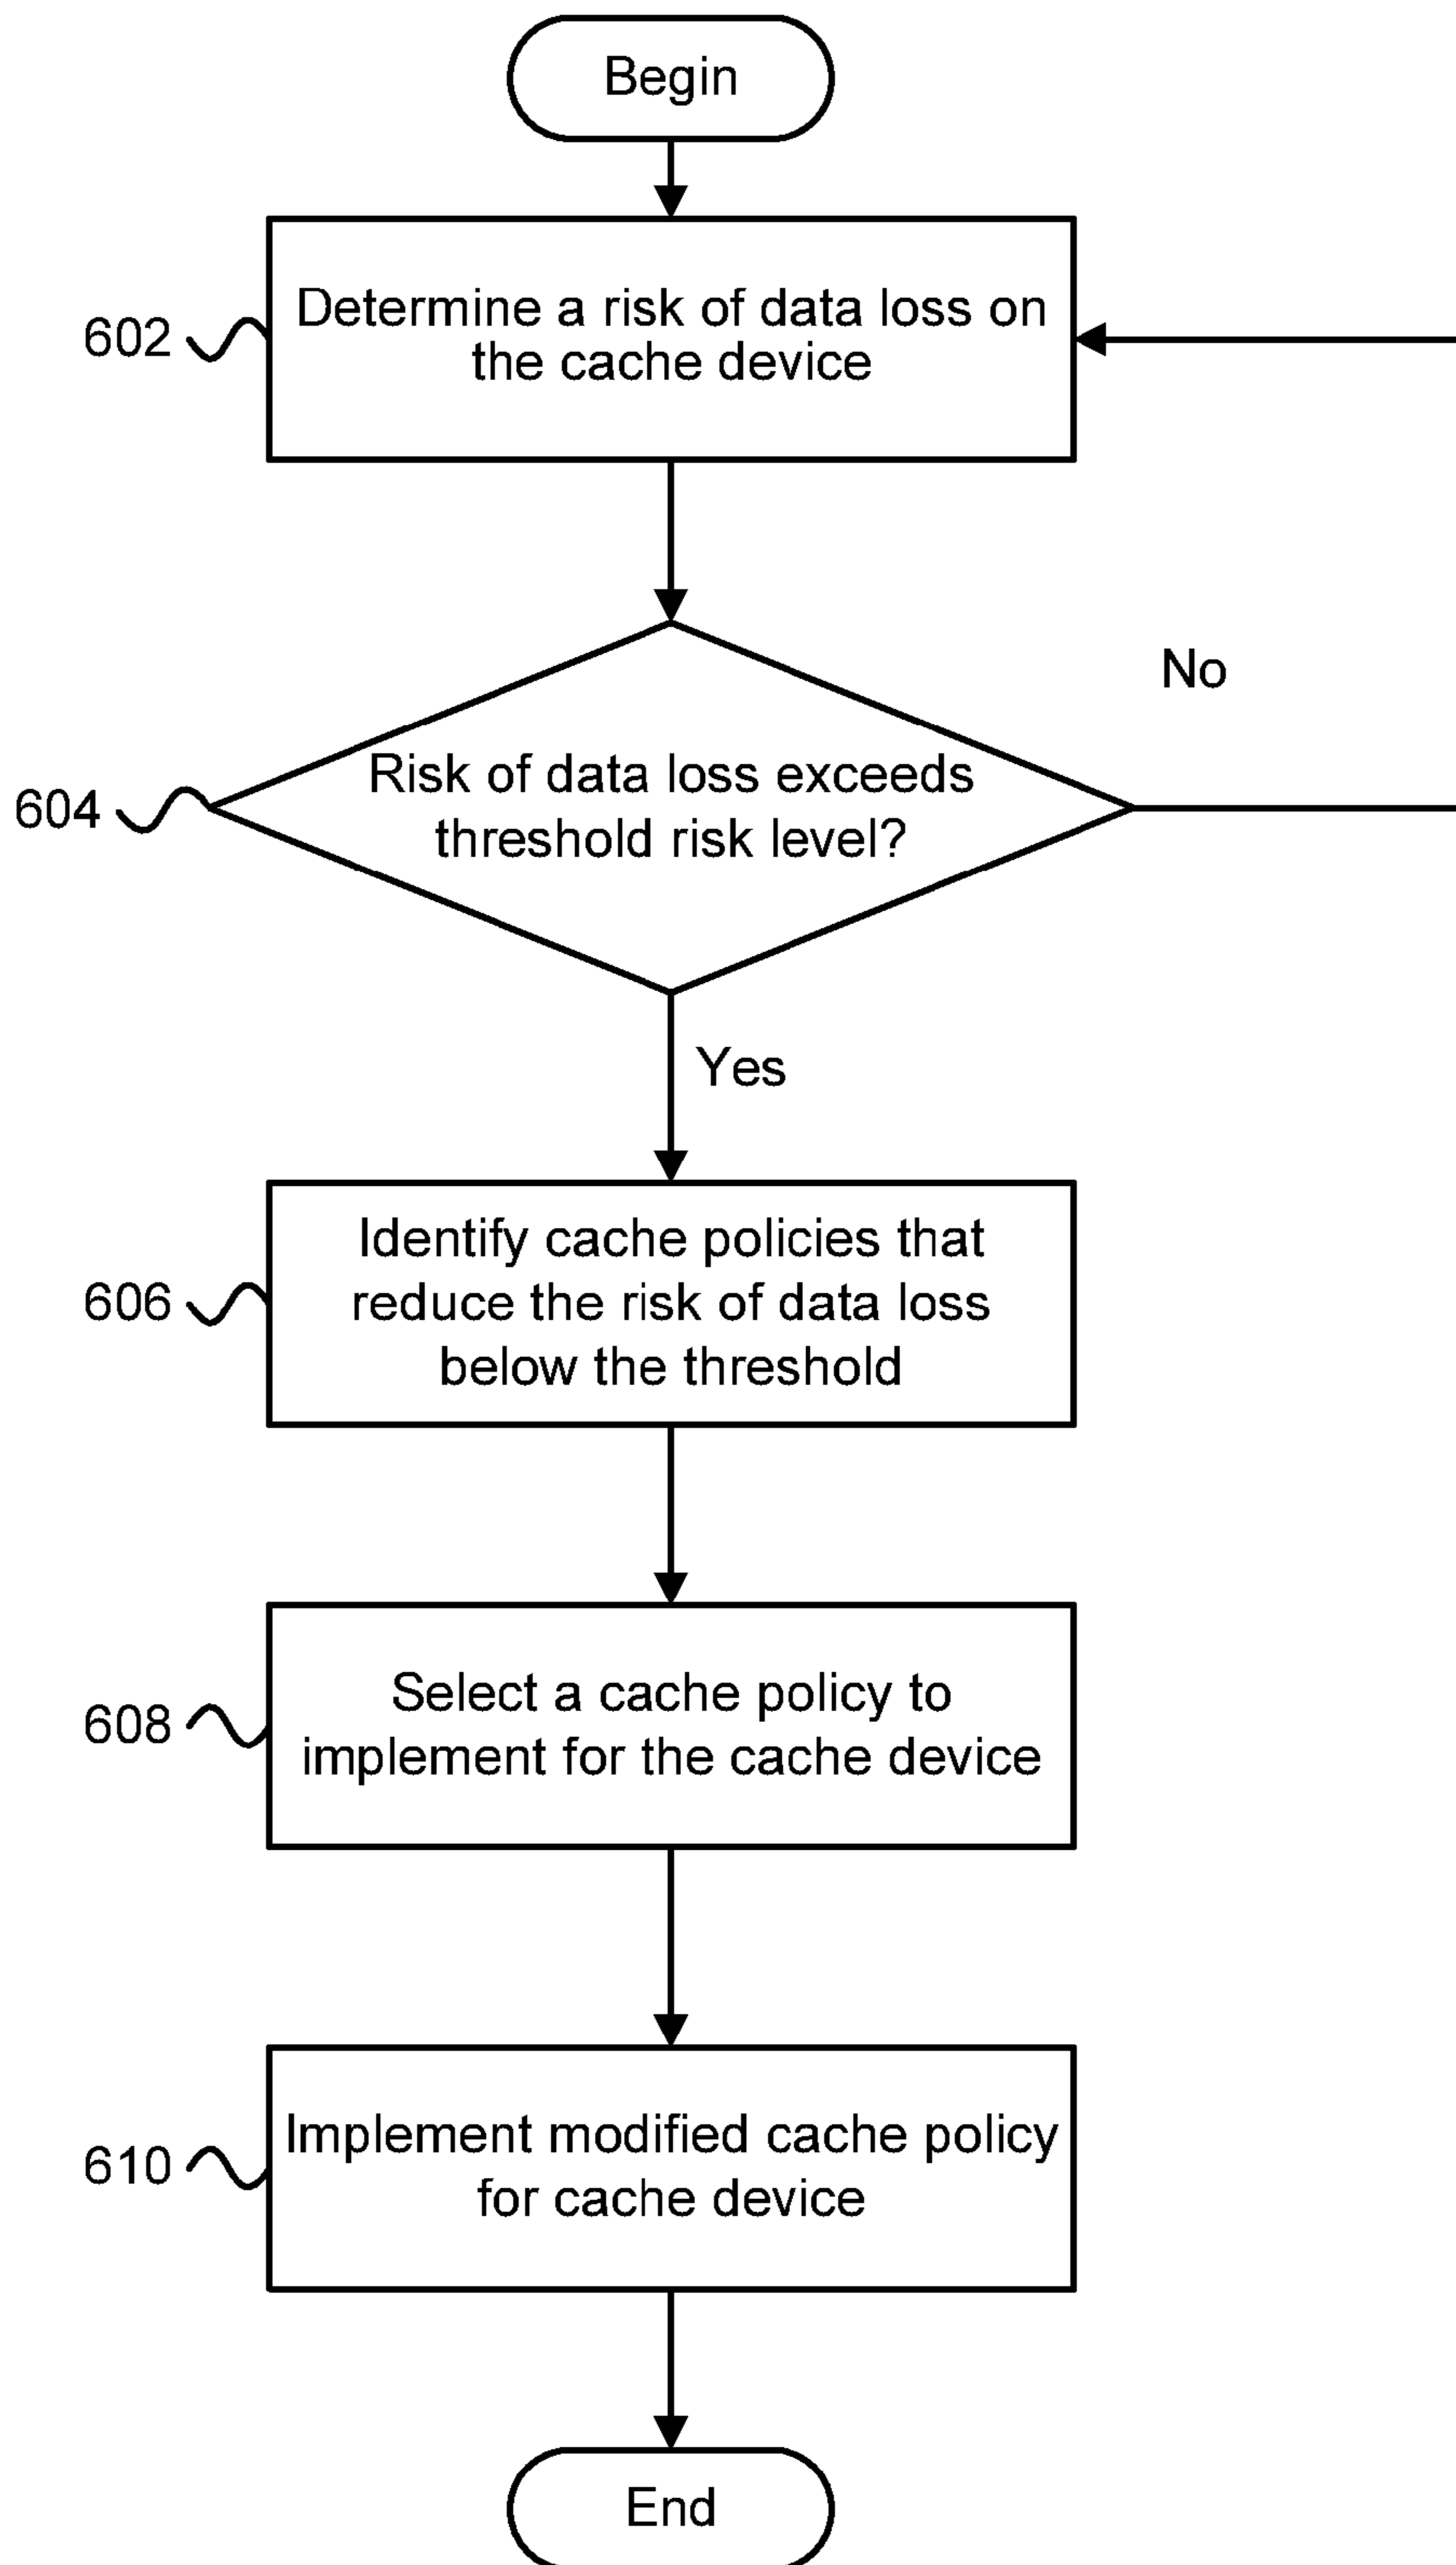 Begin
602
Determine a risk of data loss on
the cache device
No
604
Risk of data loss exceeds
threshold risk level?
Yes
606
Identify cache policies that
reduce the risk of data loss
below the threshold
608
Select a cache policy to
implement for the cache device
610
Implement modified cache policy
for cache device
End